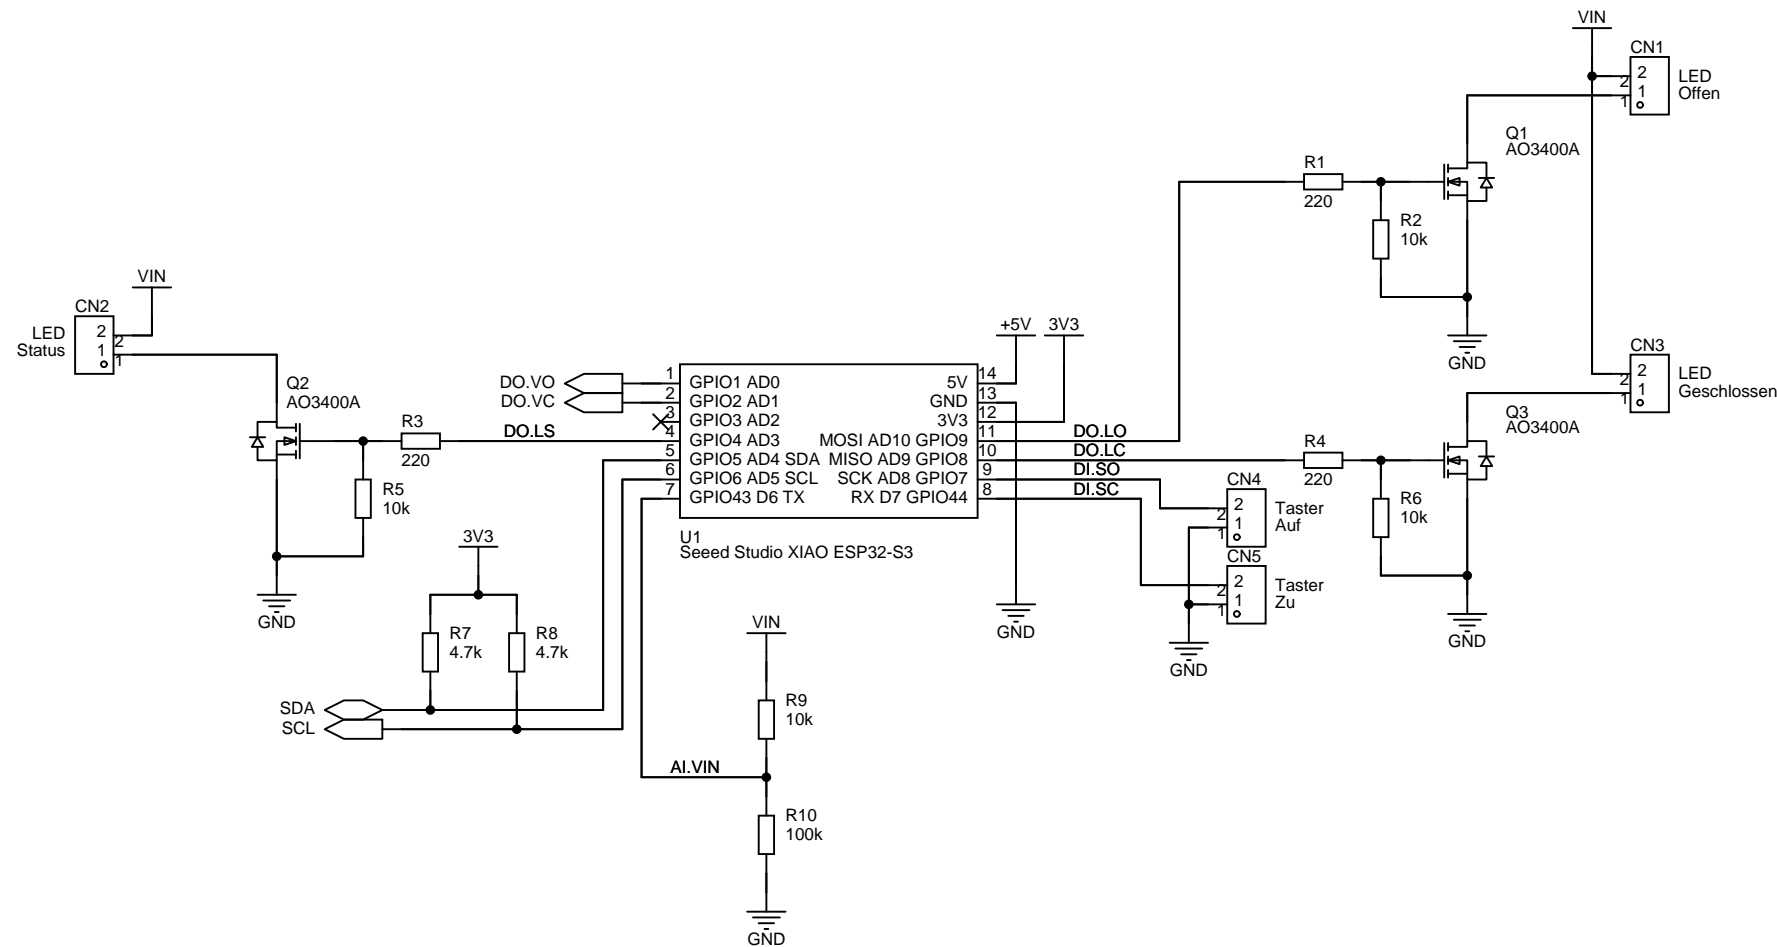 VIN
CN1
2
2
1
1
LED
Offen
Q1
AO3400A
R1
220
R2
10k
GND
VIN
CN2
LED
Status
2
2
1
1
Q2
AO3400A
R3
220
DO.LS
R5
10k
GND
+5V
3V3
DO.VO
DO.VC
1
2
3
4
5
6
7
GPIO1 AD0
GPIO2 AD1
GPIO3 AD2
GPIO4 AD3
GPIO5 AD4 SDA
GPIO6 AD5 SCL
GPIO43 D6 TX
5V
GND
3V3
MOSI AD10 GPIO9
MISO AD9 GPIO8
SCK AD8 GPIO7
RX D7 GPIO44
14
13
12
11
10
9
8
U1
Seeed Studio XIAO ESP32-S3
DO.LO
DO.LC
DI.SO
DI.SC
GND
CN3
2
2
1
1
LED
Geschlossen
Q3
AO3400A
R4
220
R6
10k
GND
CN4
2
2
1
1
Taster
Auf
CN5
2
2
1
1
Taster
Zu
GND
3V3
R7
4.7k
R8
4.7k
SDA
SCL
VIN
R9
10k
AI.VIN
R10
100k
GND